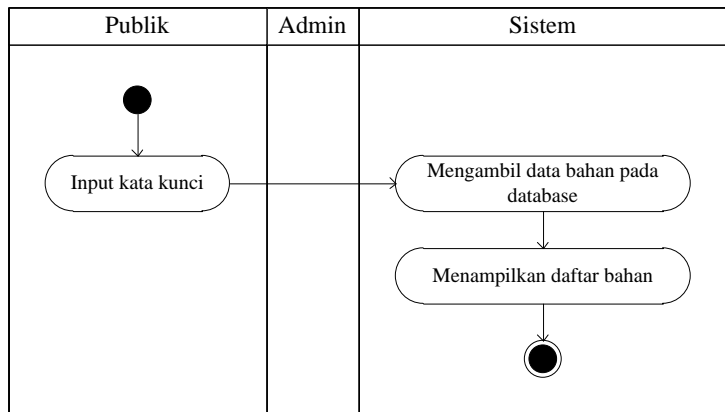 Publik Admin Sistem
Input kata kunci
Mengambil data bahan pada
database
Menampilkan daftar bahan